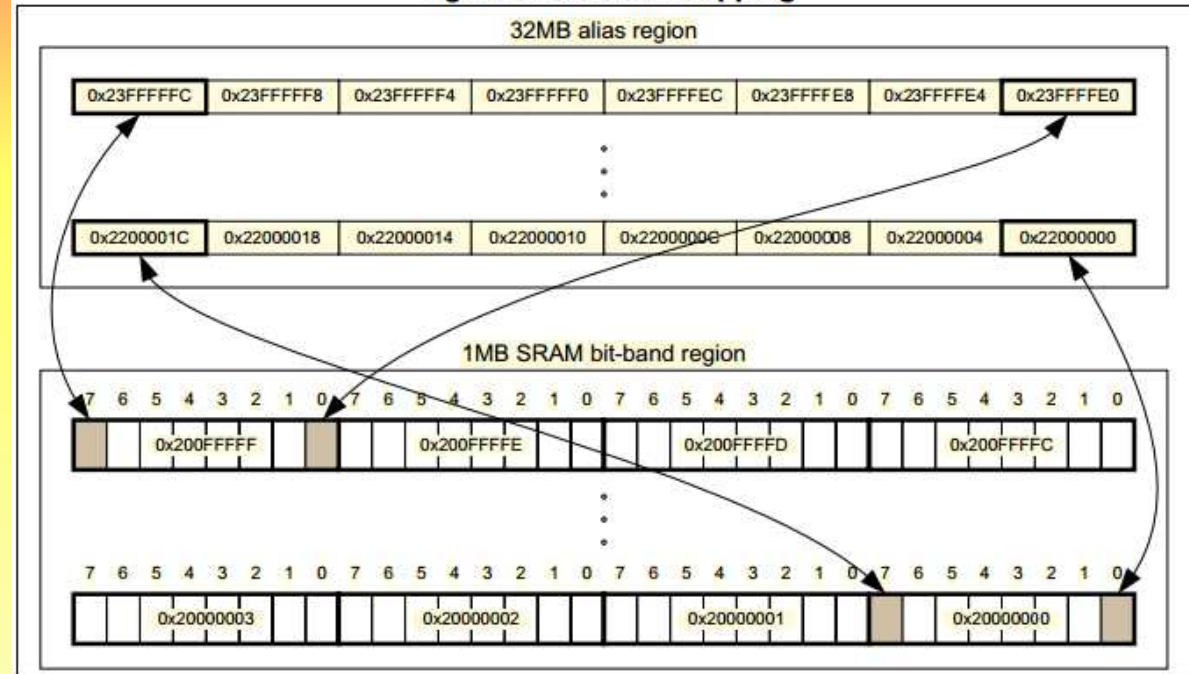 32MB alias region
0x23FFFFFC 0x23FFFFF8 0x23FFFFF4 0x23FFFFF0 0x23FFFFEC 0x23FFFFE8 0x23FFFFE4 0x23FFFFE0
0x2200001C 0x22000018 0x22000014 0x22000010 0x2200000C 0x22000008 0x22000004 0x22000000
1MB SRAM bit-band region
7 6 5 4 3 2 1 0 7 6 5 4 3 2 1 0 7 6 5 4 3 2 1 0 7 6 5 4 3 2 1 0
0x200FFFFF 0x200FFFFE 0x200FFFFD 0x200FFFFC
7 6 5 4 3 2 1 0 7 6 5 4 3 2 1 0 7 6 5 4 3 2 1 0 7 6 5 4 3 2 1 0
0x20000003 0x20000002 0x20000001 0x20000000